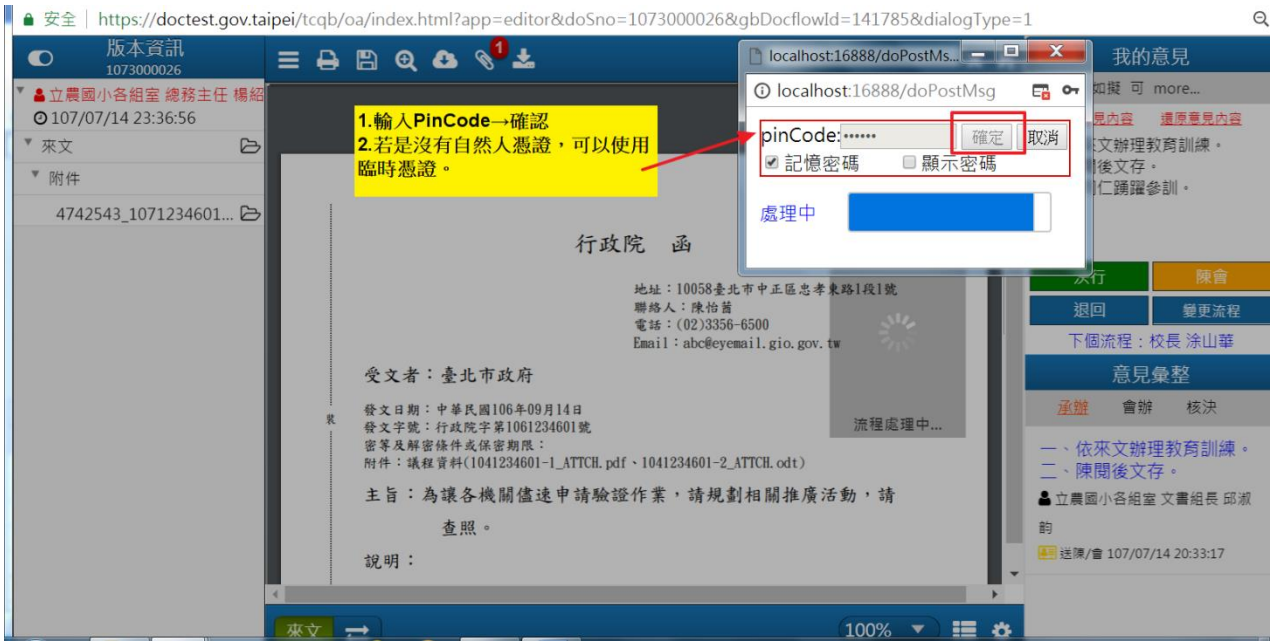 安全 | https://doctest.gov.taipei/tcqb/oa/index.html?app=editor&doSno=1073000026&gbDocflowId=141785&dialogType=1
版本資訊
1073000026
立農國小各組室 總務主任 楊紹
107/07/14 23:36:56
來文
附件
4742543_1071234601...
1
1.輸入PinCode→確認
2.若是沒有自然人憑證，可以使用
臨時憑證。
行政院 函
地址：10058臺北市中正區忠孝東路1段1號
聯絡人：陳怡茜
電話：(02)3356-6500
Email：abc@eyemail.gio.gov.tw
受文者：臺北市政府
發文日期：中華民國106年09月14日
發文字號：行政院字第1061234601號
密等及解密條件或保密期限：
附件：議程資料(1041234601-1_ATTCH.pdf、1041234601-2_ATTCH.odt)
主旨：為讓各機關儘速申請驗證作業，請規劃相關推廣活動，請
查照。
說明：
裝
流程處理中...
來文
100%
localhost:16888/doPostMs...
localhost:16888/doPostMsg
pinCode:•••••• 確定 取消
記憶密碼 顯示密碼
處理中
我的意見
如擬 可 more...
見內容 還原意見內容
文辦理教育訓練。
後文存。
仁踴躍參訓。
決行 陳會
退回 變更流程
下個流程：校長 涂山華
意見彙整
承辦 會辦 核決
一、依來文辦理教育訓練。
二、陳閱後文存。
立農國小各組室 文書組長 邱淑
韵
送陳/會 107/07/14 20:33:17